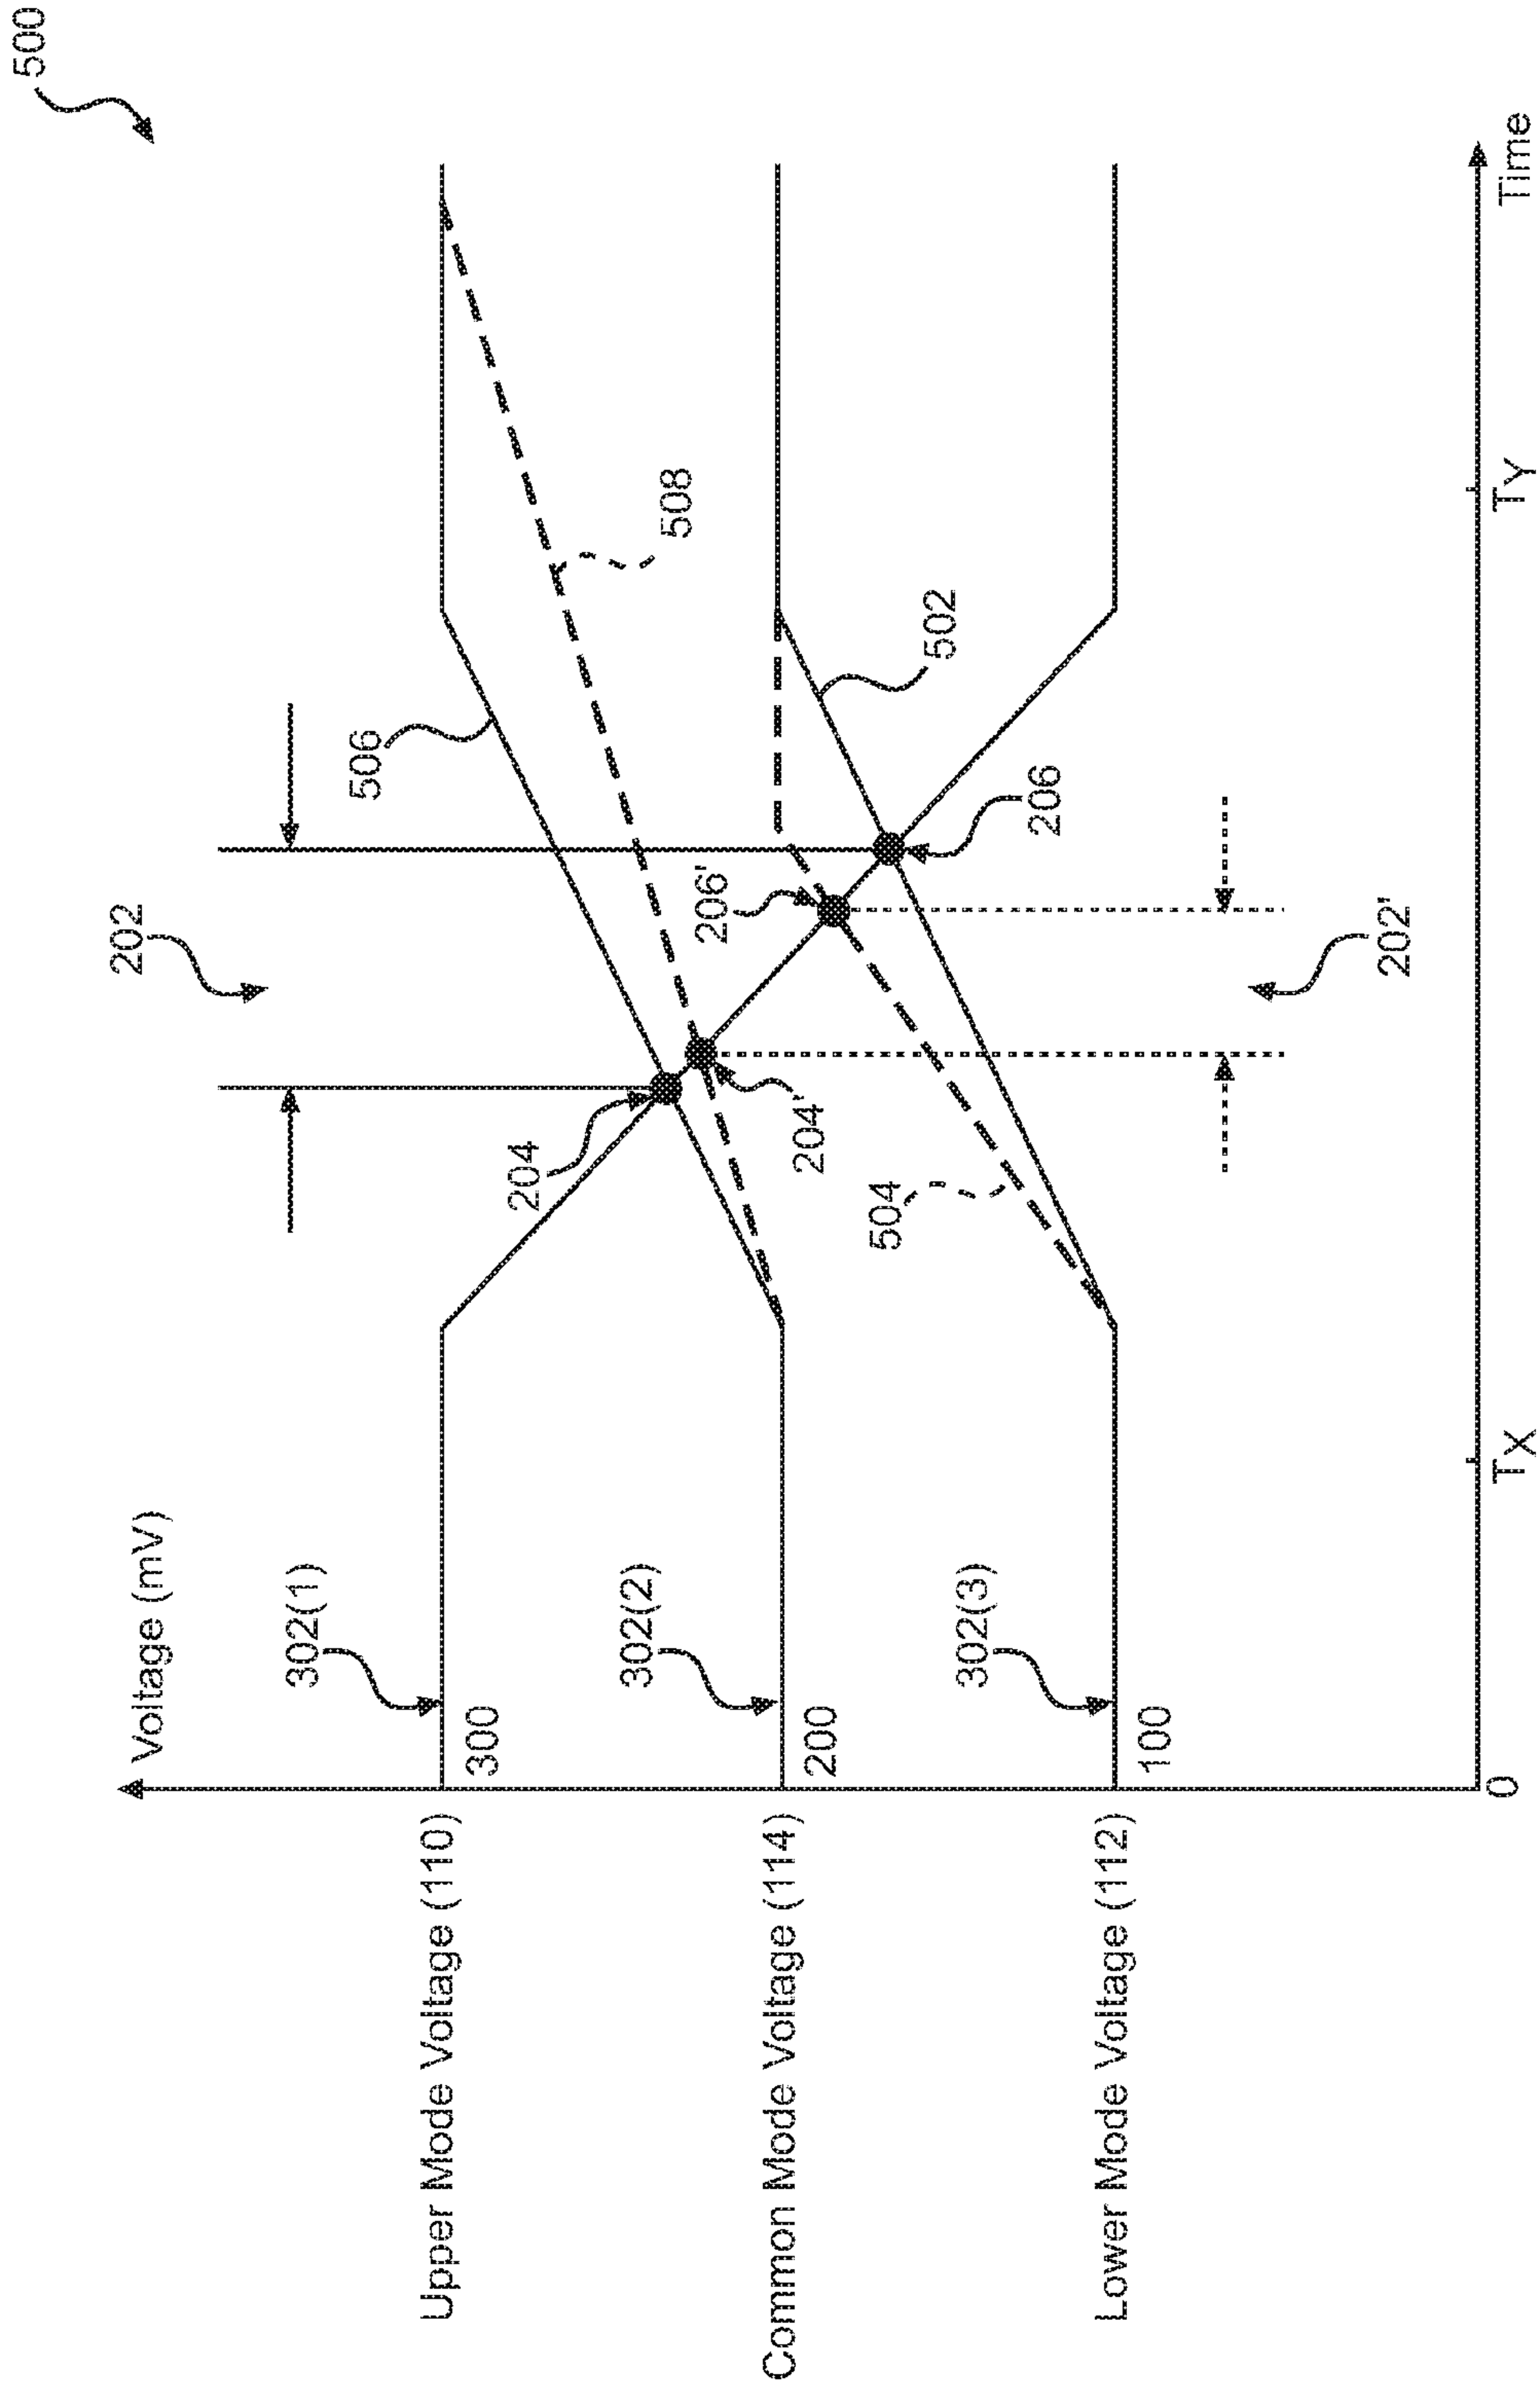 500
Voltage (mV)
202
302(1)
506
Upper Mode Voltage (110)
300
204
508
302(2)
206'
Common Mode Voltage (114)
200
204'
504
502
302(3)
206
Lower Mode Voltage (112)
100
202'
0
TX
TY
Time